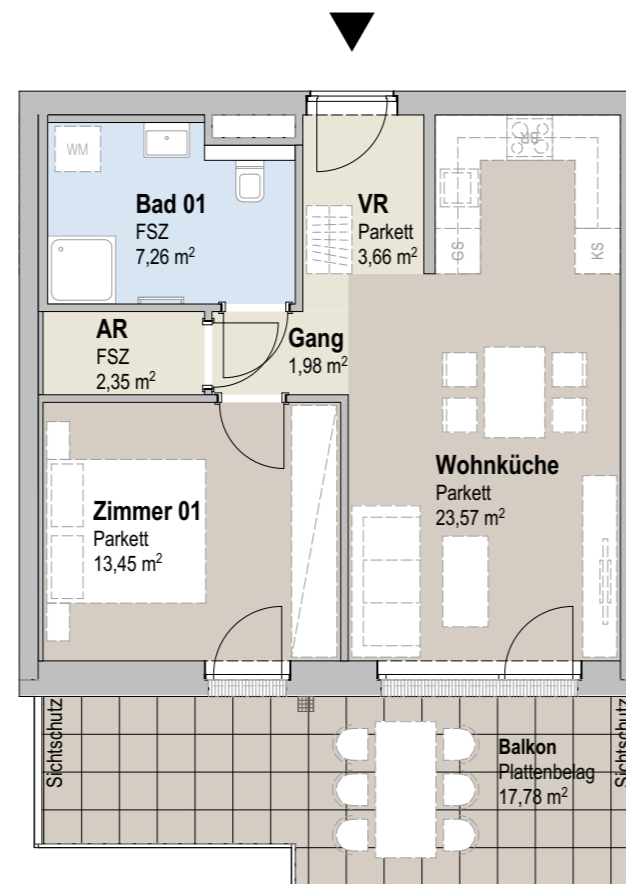 WM
Bad 01
FSZ
7,26 m²
VR
Parkett
3,66 m²
GS
KS
AR
FSZ
2,35 m²
Gang
1,98 m²
Wohnküche
Parkett
23,57 m²
Zimmer 01
Parkett
13,45 m²
Sichtschutz
Balkon
Plattenbelag
17,78 m²
Sichtschutz